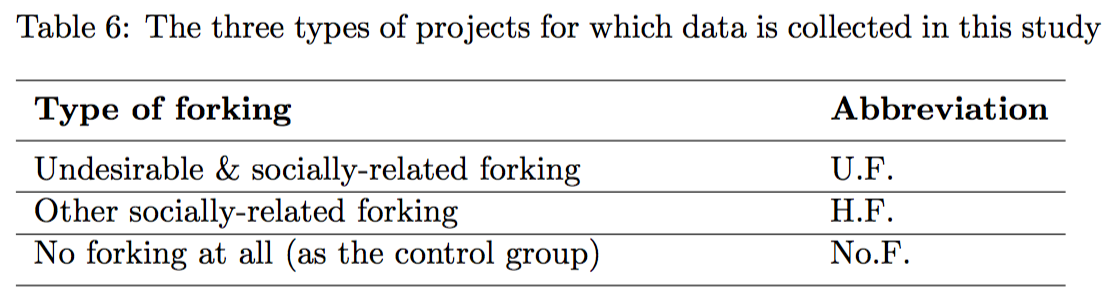 Table 6: The three types of projects for which data is collected in this study
Type of forking Abbreviation
Undesirable & socially-related forking U.F.
Other socially-related forking H.F.
No forking at all (as the control group) No.F.